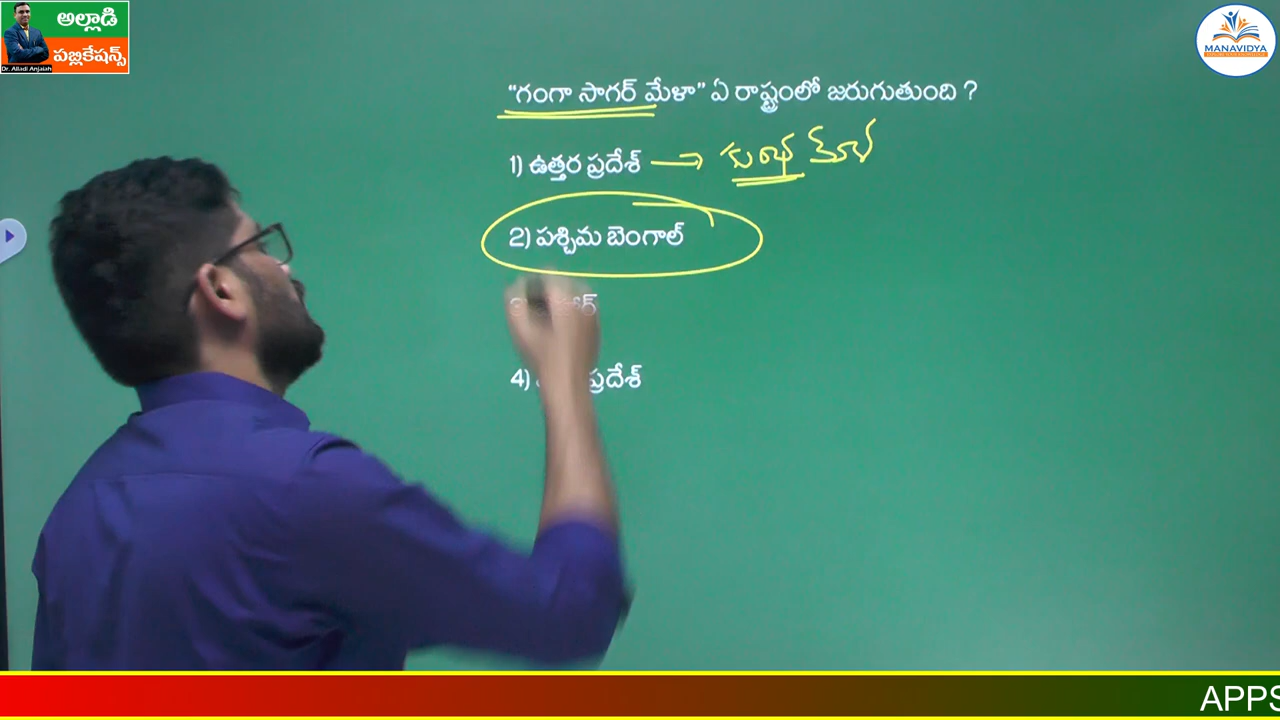 అల్లాడి
పబ్లికేషన్స్
Dr. Alladi Anjaiah
MANAVIDYA
"గంగా సాగర్ మేళా" ఏ రాష్ట్రంలో జరుగుతుంది ?
1) ఉత్తర ప్రదేశ్ → కుంభ మేళ
2) పశ్చిమ బెంగాల్
4) ప్రదేశ్
APPS